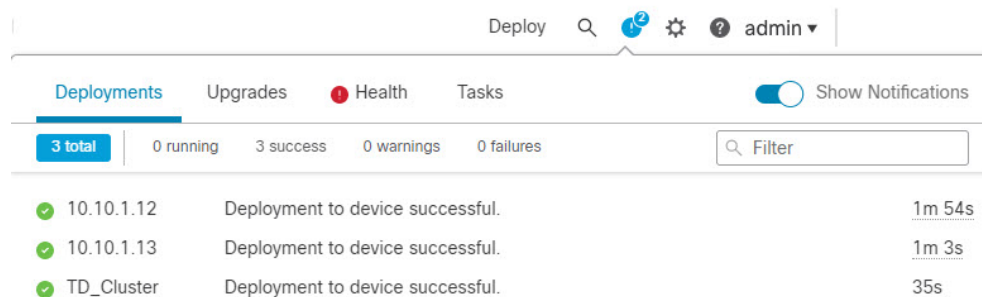 Deploy 2 ? admin
Deployments Upgrades ! Health Tasks Show Notifications
3 total 0 running 3 success 0 warnings 0 failures Filter
10.10.1.12 Deployment to device successful. 1m 54s
10.10.1.13 Deployment to device successful. 1m 3s
TD_Cluster Deployment to device successful. 35s